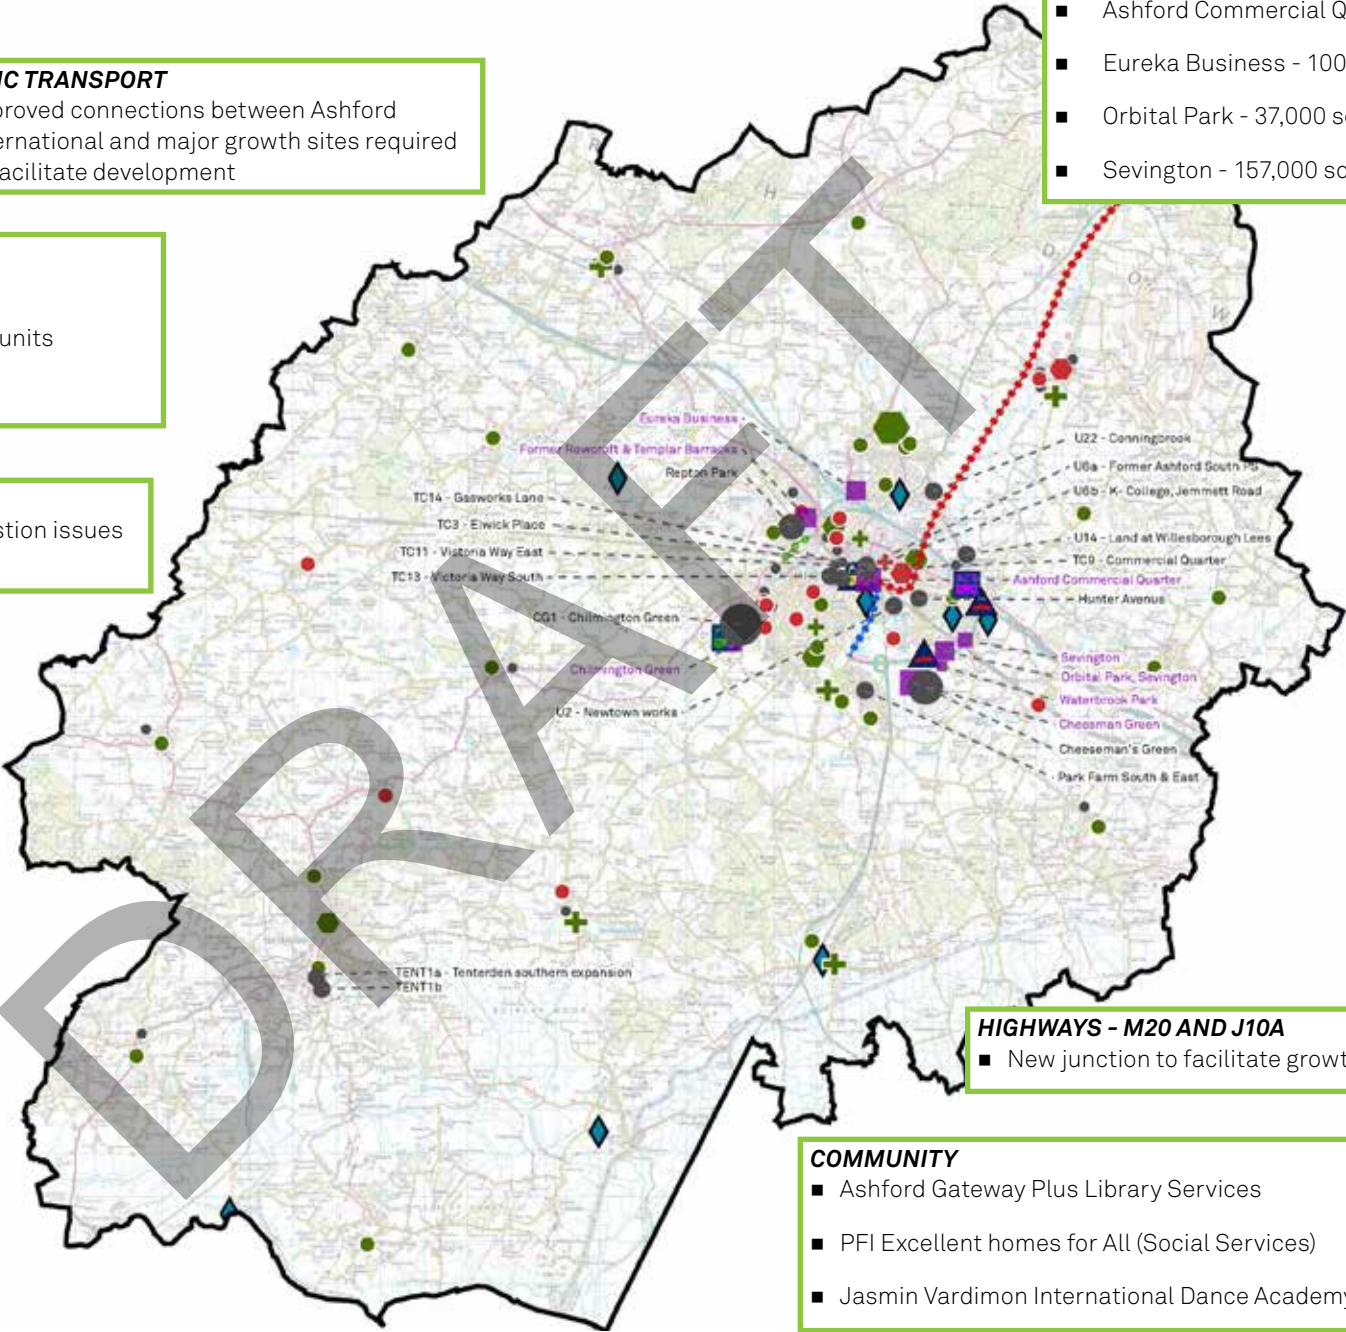 Ashford Commercial Q
Eureka Business - 100
Orbital Park - 37,000 s
Sevington - 157,000 sc
IC TRANSPORT
proved connections between Ashford
ernational and major growth sites required
facilitate development
units
stion issues
Eureka Business
Former Rowcroft & Templar Barracks
Repton Park
TC14 - Gasworks Lane
TC3 - Elwick Place
TC11 - Victoria Way East
TC13 - Victoria Way South
CG1 - Chilmington Green
Chilmington Green
U2 - Newtown works
U22 - Conningbrook
U6a - Former Ashford South PS
U6b - K- College, Jemmett Road
U14 - Land at Willesborough Lees
TC9 - Commercial Quarter
Ashford Commercial Quarter
Hunter Avenue
Sevington
Orbital Park, Sevington
Waterbrook Park
Cheesman Green
Cheeseman's Green
Park Farm South & East
TENT1a - Tenterden southern expansion
TENT1b
DRAFT
HIGHWAYS - M20 AND J10A
New junction to facilitate growt
COMMUNITY
Ashford Gateway Plus Library Services
PFI Excellent homes for All (Social Services)
Jasmin Vardimon International Dance Academy